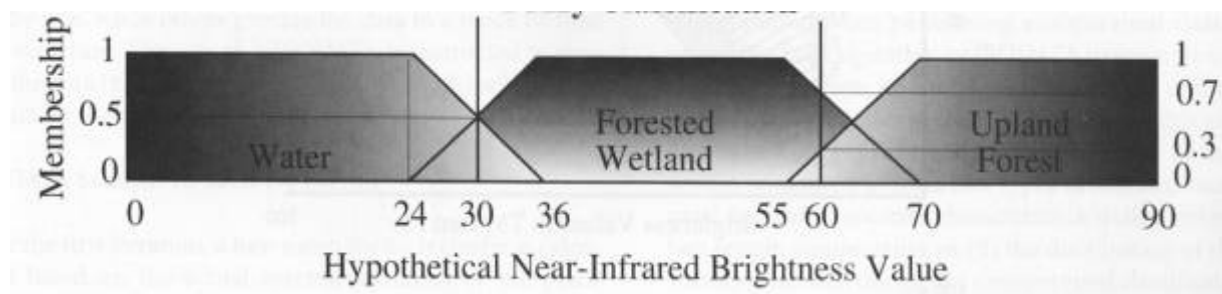 Membership
1
0.5
0
Water
Forested
Wetland
Upland
Forest
1
0.7
0.3
0
0 24 30 36 55 60 70 90
Hypothetical Near-Infrared Brightness Value